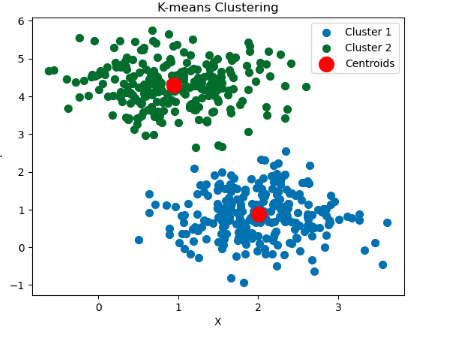 K-means Clustering
Cluster 1
Cluster 2
Centroids
6
5
4
3
2
1
0
−1
0 1 2 3
X